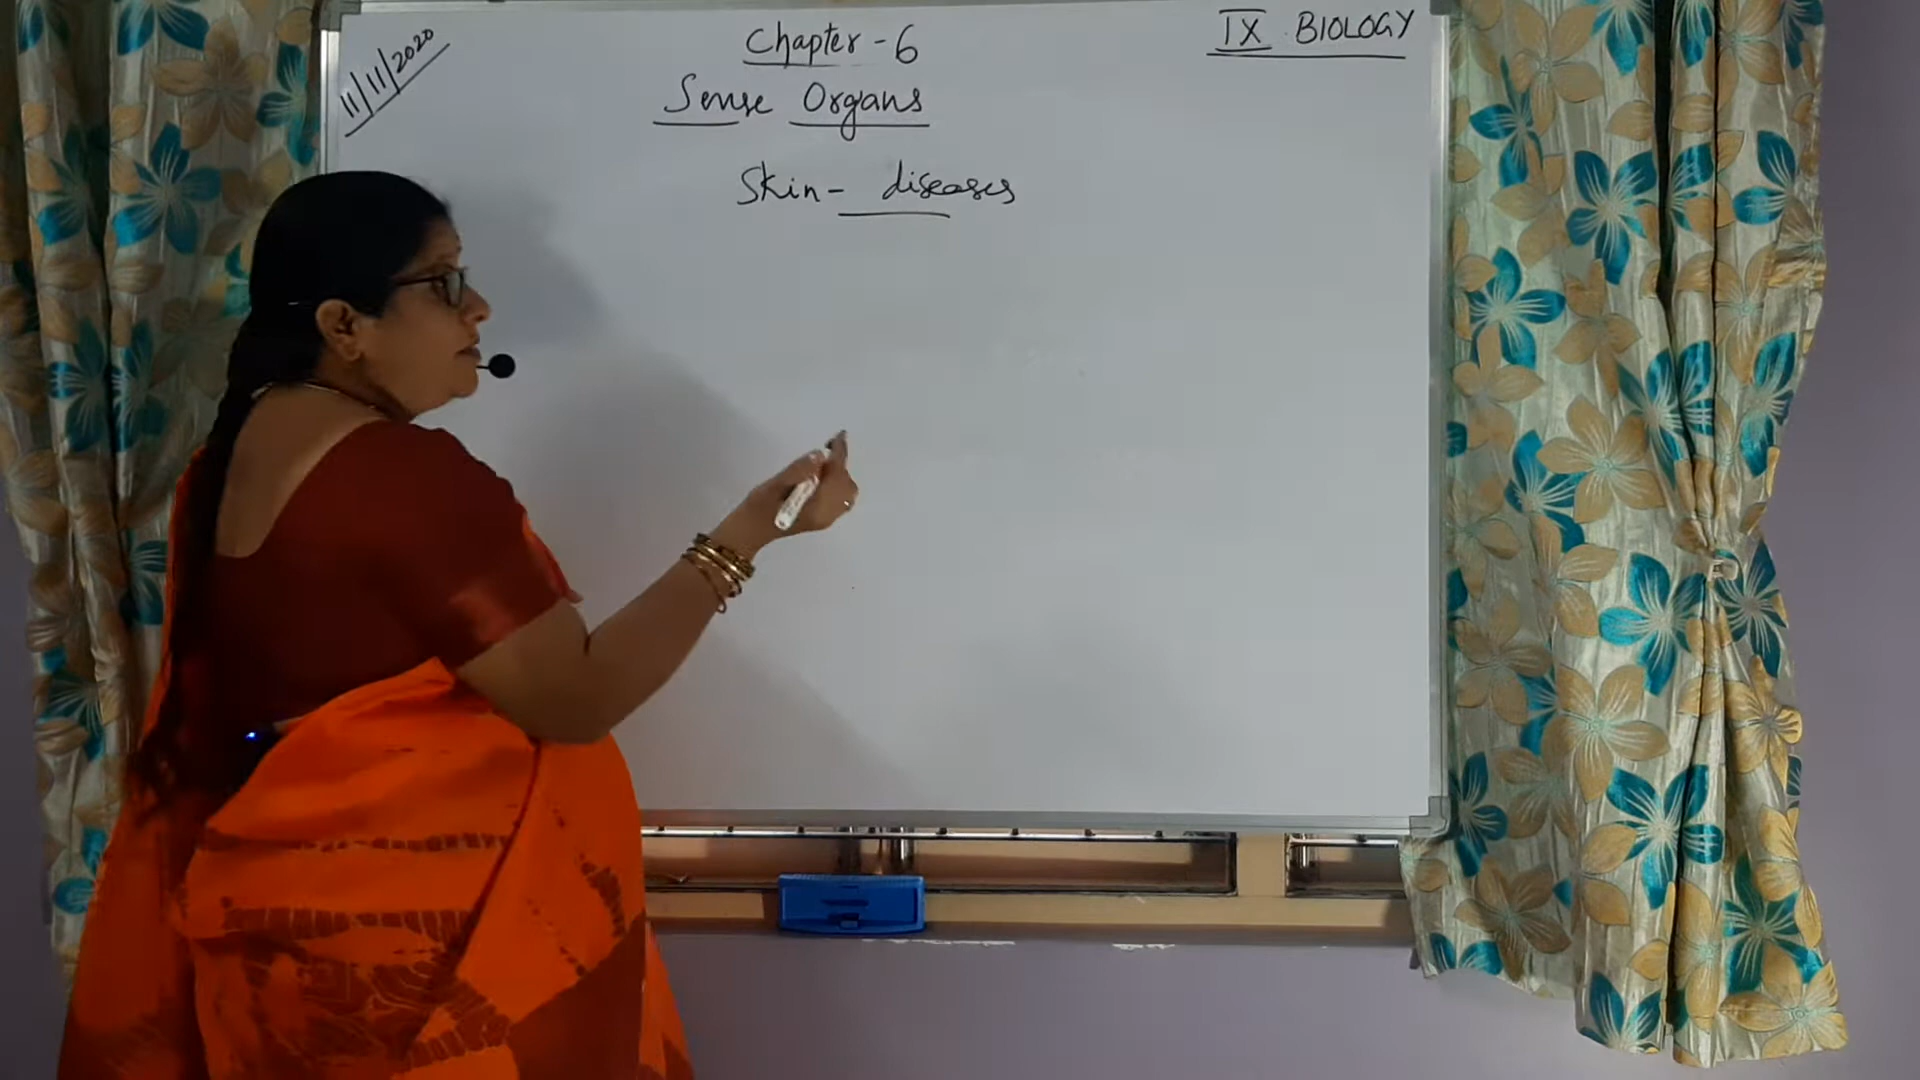 11/11/2020
Chapter - 6
IX BIOLOGY
Sense Organs
Skin - diseases